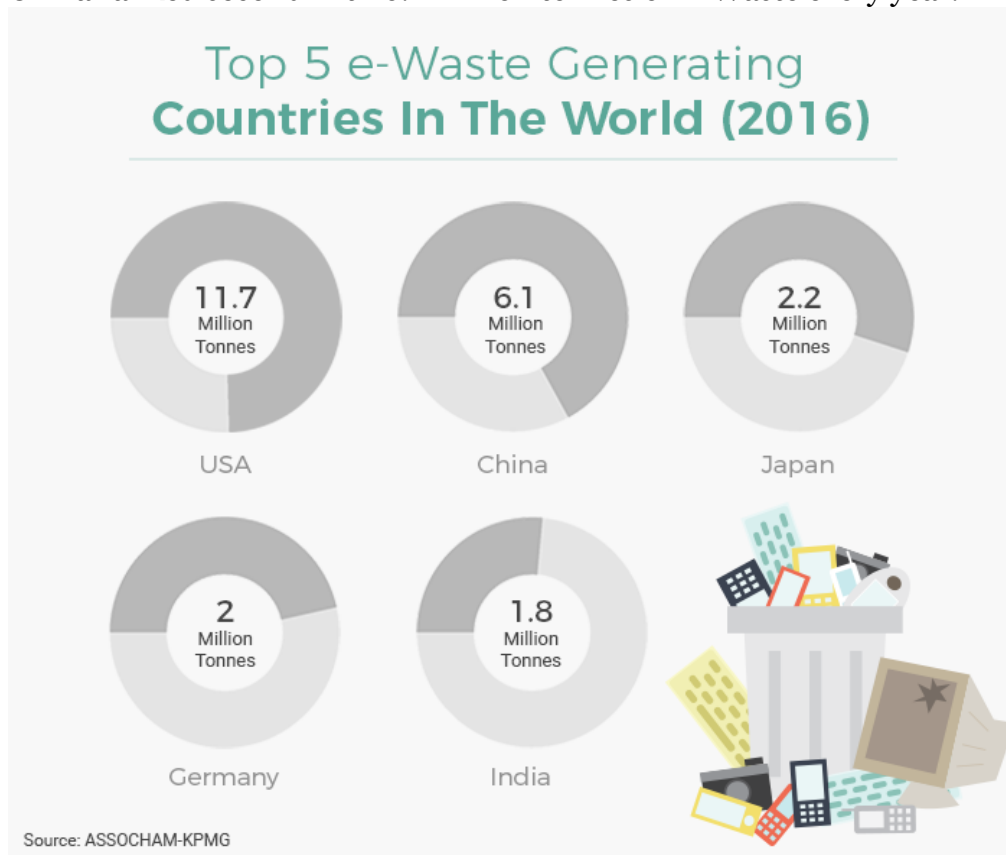 Top 5 e-Waste Generating
Countries In The World (2016)
11.7
Million
Tonnes
USA
6.1
Million
Tonnes
China
2.2
Million
Tonnes
Japan
2
Million
Tonnes
Germany
1.8
Million
Tonnes
India
Source: ASSOCHAM-KPMG